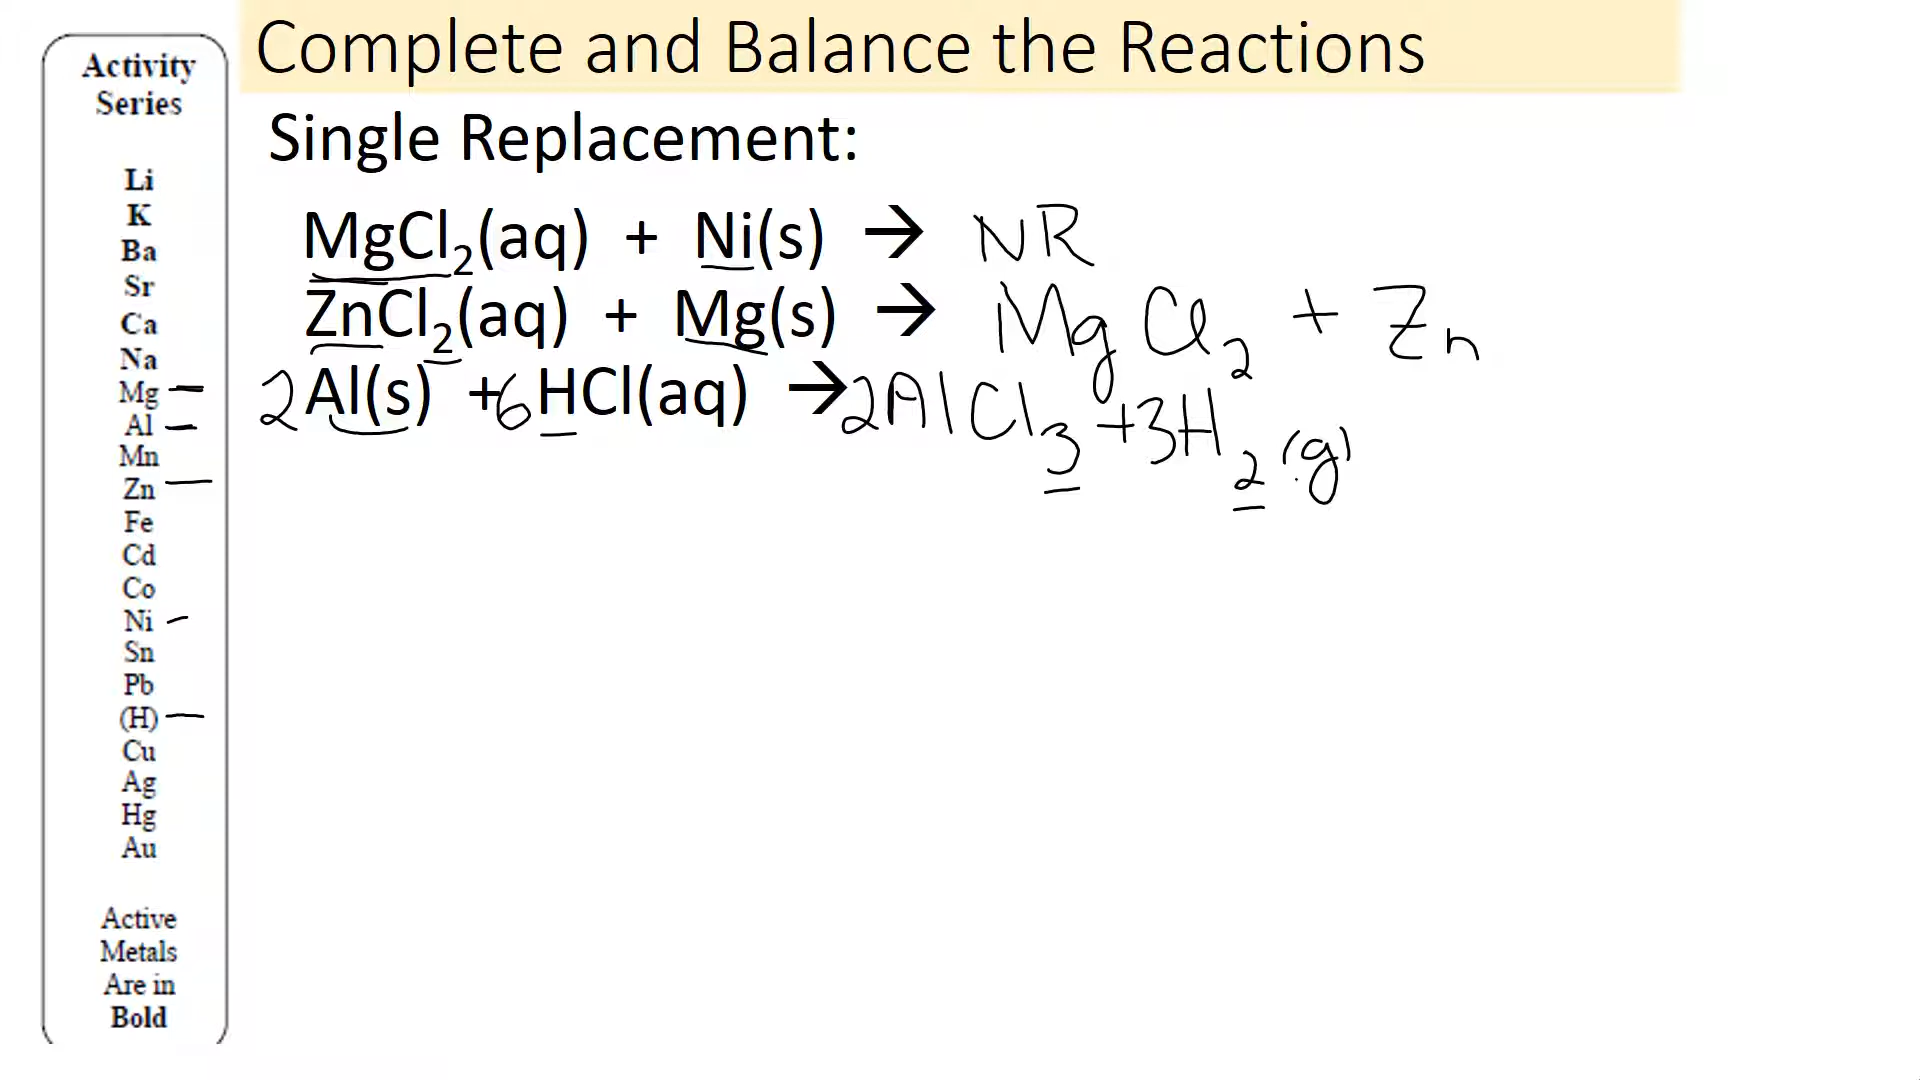 Activity
Series
Li
K
Ba
Sr
Ca
Na
Mg
Al
Mn
Zn
Fe
Cd
Co
Ni
Sn
Pb
(H)
Cu
Ag
Hg
Au
Active
Metals
Are in
Bold
Complete and Balance the Reactions
Single Replacement:
MgCl₂(aq) + Ni(s) → NR
ZnCl₂(aq) + Mg(s) → MgCl₂ + Zn
2Al(s) + 6HCl(aq) → 2AlCl₃ + 3H₂(g)